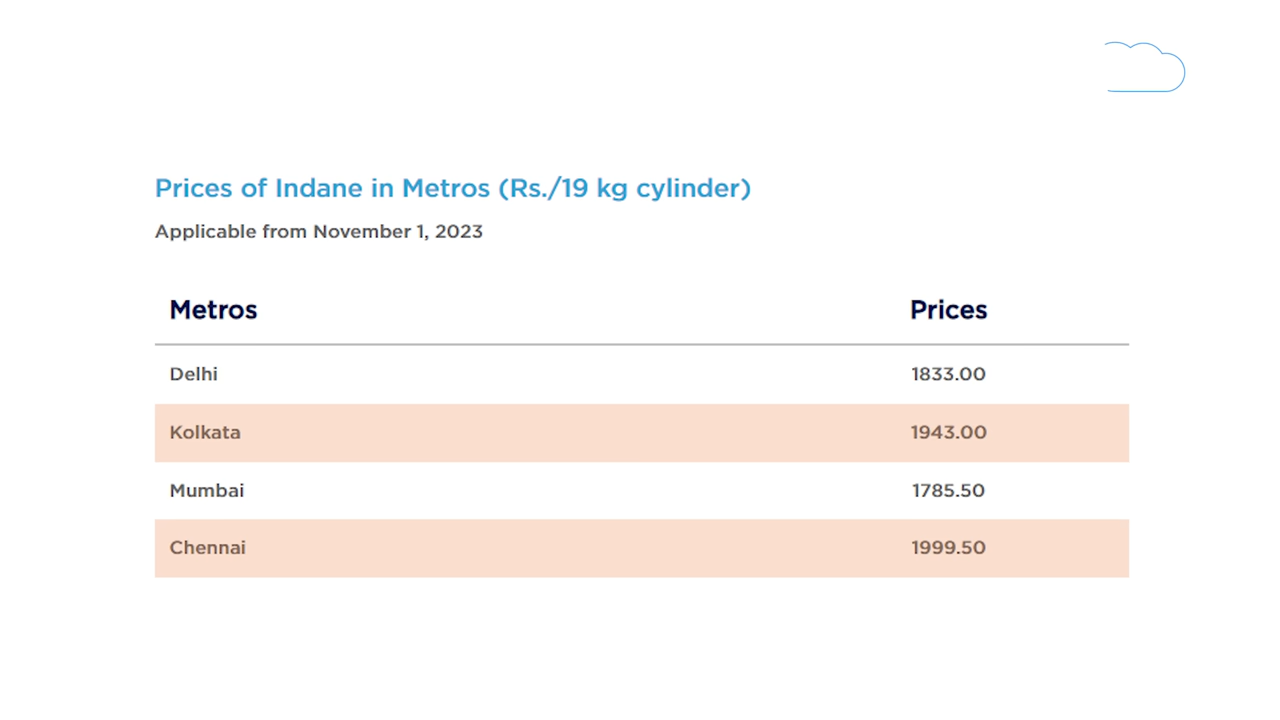 Prices of Indane in Metros (Rs./19 kg cylinder)
Applicable from November 1, 2023
Metros Prices
Delhi 1833.00
Kolkata 1943.00
Mumbai 1785.50
Chennai 1999.50